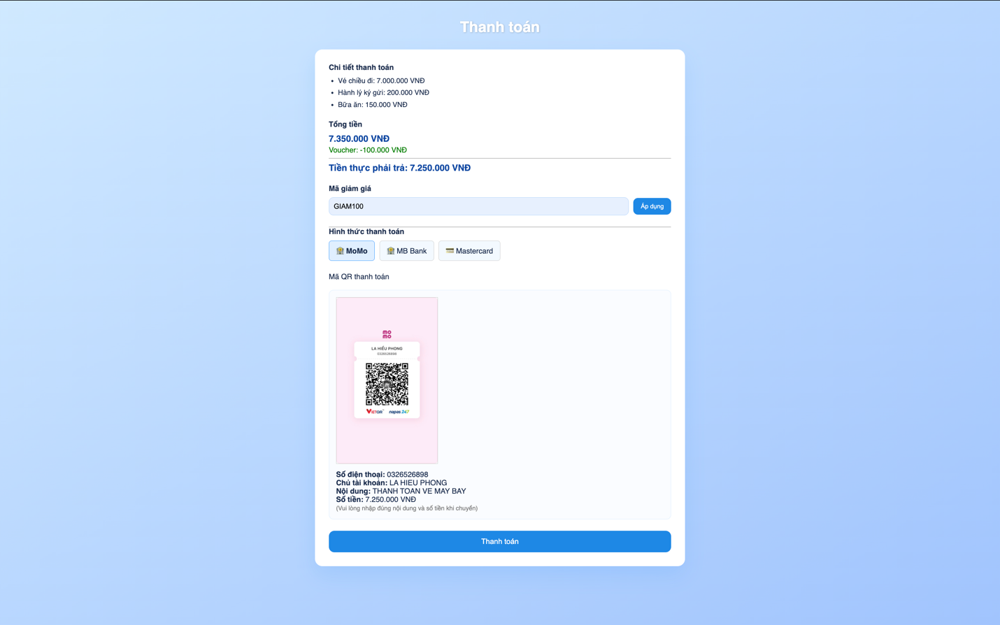 Thanh toán
Chi tiết thanh toán
• Vé chiều đi: 7.000.000 VNĐ
• Hành lý ký gửi: 200.000 VNĐ
• Bữa ăn: 150.000 VNĐ
Tổng tiền
7.350.000 VNĐ
Voucher: -100.000 VNĐ
Tiền thực phải trả: 7.250.000 VNĐ
Mã giảm giá
GIAM100
Áp dụng
Hình thức thanh toán
MoMo
MB Bank
Mastercard
Mã QR thanh toán
mo
mo
LA HIẾU PHONG
0326526898
VIETQR
napas 247
Số điện thoại: 0326526898
Chủ tài khoản: LA HIEU PHONG
Nội dung: THANH TOAN VE MAY BAY
Số tiền: 7.250.000 VNĐ
(Vui lòng nhập đúng nội dung và số tiền khi chuyển)
Thanh toán